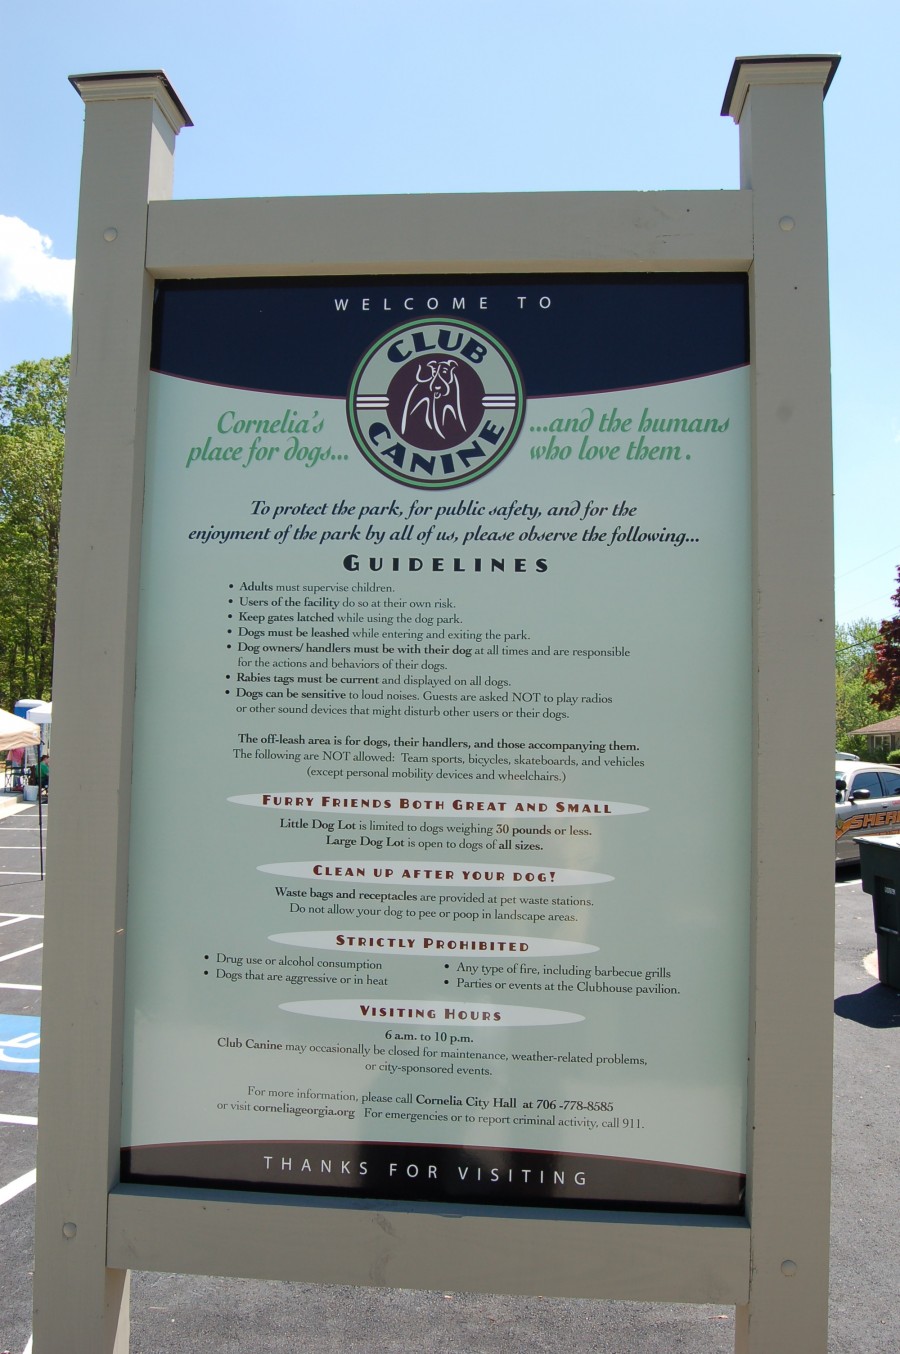 WELCOME TO
CLUB
CANINE
Cornelia's
place for dogs...
...and the humans
who love them.
To protect the park, for public safety, and for the
enjoyment of the park by all of us, please observe the following...
GUIDELINES
• Adults must supervise children.
• Users of the facility do so at their own risk.
• Keep gates latched while using the dog park.
• Dogs must be leashed while entering and exiting the park.
• Dog owners/ handlers must be with their dog at all times and are responsible
for the actions and behaviors of their dogs.
• Rabies tags must be current and displayed on all dogs.
• Dogs can be sensitive to loud noises. Guests are asked NOT to play radios
or other sound devices that might disturb other users or their dogs.
The off-leash area is for dogs, their handlers, and those accompanying them.
The following are NOT allowed: Team sports, bicycles, skateboards, and vehicles
(except personal mobility devices and wheelchairs.)
FURRY FRIENDS BOTH GREAT AND SMALL
Little Dog Lot is limited to dogs weighing 30 pounds or less.
Large Dog Lot is open to dogs of all sizes.
CLEAN UP AFTER YOUR DOG!
Waste bags and receptacles are provided at pet waste stations.
Do not allow your dog to pee or poop in landscape areas.
STRICTLY PROHIBITED
• Drug use or alcohol consumption
• Dogs that are aggressive or in heat
• Any type of fire, including barbecue grills
• Parties or events at the Clubhouse pavilion.
VISITING HOURS
6 a.m. to 10 p.m.
Club Canine may occasionally be closed for maintenance, weather-related problems,
or city-sponsored events.
For more information, please call Cornelia City Hall at 706 -778-8585
or visit corneliageorgia.org For emergencies or to report criminal activity, call 911.
THANKS FOR VISITING